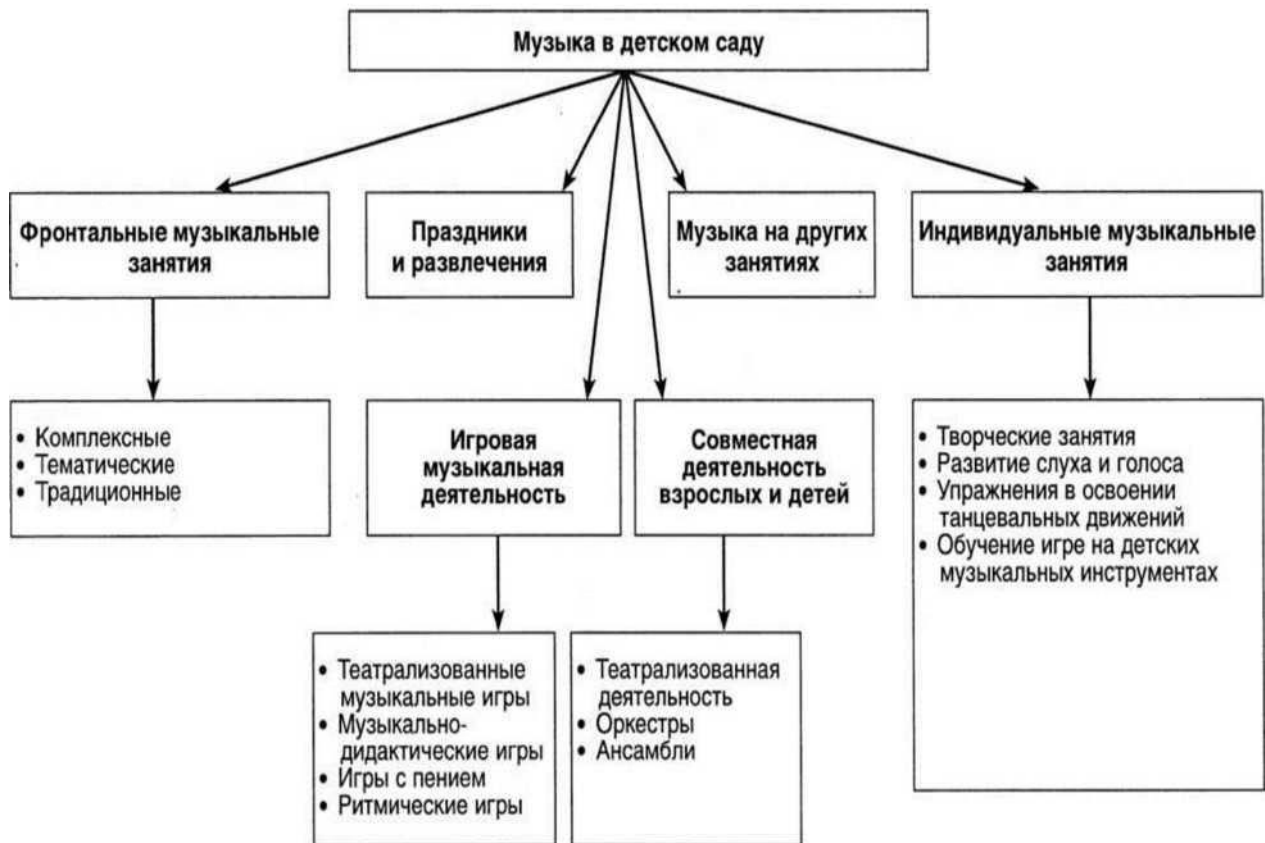 Музыка в детском саду
Фронтальные музыкальные
занятия
Праздники
и развлечения
Музыка на других
занятиях
Индивидуальные музыкальные
занятия
• Комплексные
• Тематические
• Традиционные
Игровая
музыкальная
деятельность
Совместная
деятельность
взрослых и детей
• Творческие занятия
• Развитие слуха и голоса
• Упражнения в освоении
танцевальных движений
• Обучение игре на детских
музыкальных инструментах
• Театрализованные
музыкальные игры
• Музыкально-
дидактические игры
• Игры с пением
• Ритмические игры
• Театрализованная
деятельность
• Оркестры
• Ансамбли